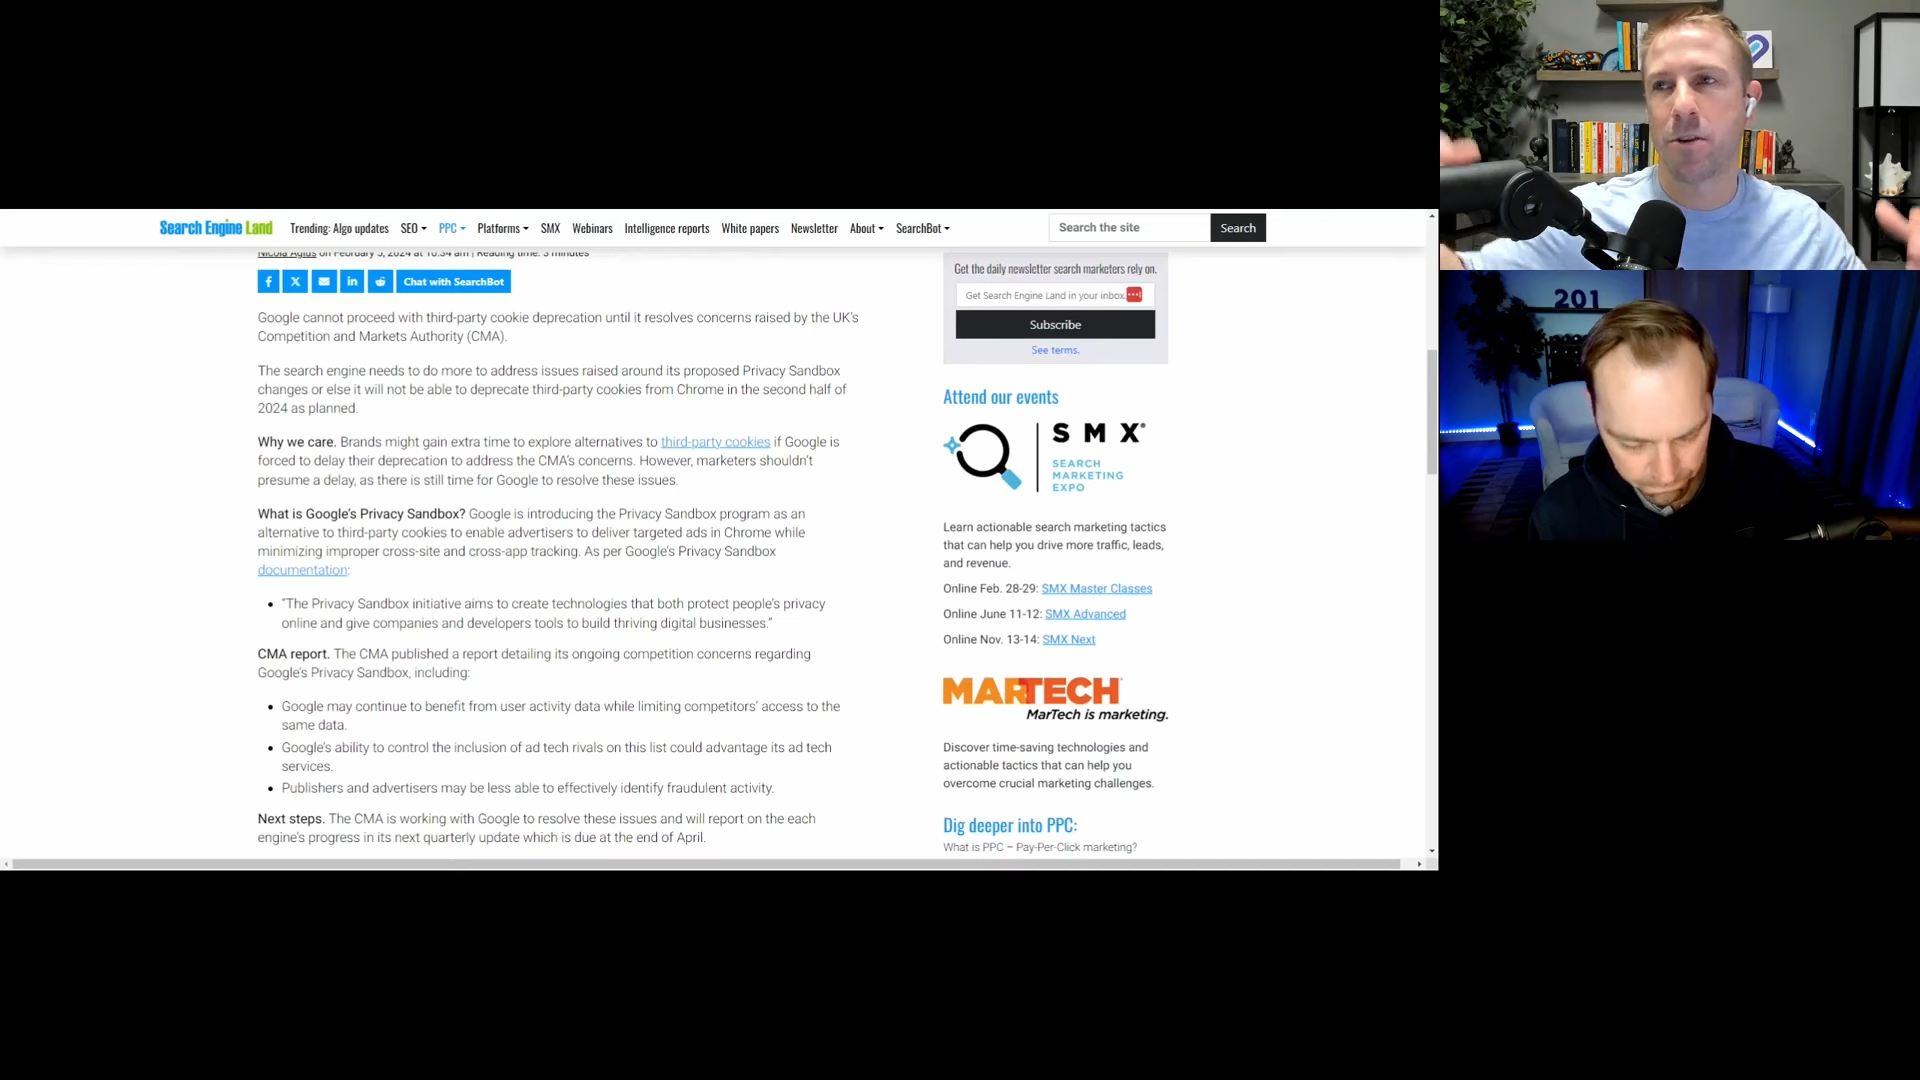 Search Engine Land Trending: Algo updates SEO PPC Platforms SMX Webinars Intelligence reports White papers Newsletter About SearchBot Search the site Search
Nicola Agius on February 5, 2024 at 10:34 am | Reading time: 3 minutes
Chat with SearchBot
Google cannot proceed with third-party cookie deprecation until it resolves concerns raised by the UK's
Competition and Markets Authority (CMA).
The search engine needs to do more to address issues raised around its proposed Privacy Sandbox
changes or else it will not be able to deprecate third-party cookies from Chrome in the second half of
2024 as planned.
Why we care. Brands might gain extra time to explore alternatives to third-party cookies if Google is
forced to delay their deprecation to address the CMA's concerns. However, marketers shouldn't
presume a delay, as there is still time for Google to resolve these issues.
What is Google's Privacy Sandbox? Google is introducing the Privacy Sandbox program as an
alternative to third-party cookies to enable advertisers to deliver targeted ads in Chrome while
minimizing improper cross-site and cross-app tracking. As per Google's Privacy Sandbox
documentation:
• "The Privacy Sandbox initiative aims to create technologies that both protect people's privacy
online and give companies and developers tools to build thriving digital businesses."
CMA report. The CMA published a report detailing its ongoing competition concerns regarding
Google's Privacy Sandbox, including:
• Google may continue to benefit from user activity data while limiting competitors' access to the
same data.
• Google's ability to control the inclusion of ad tech rivals on this list could advantage its ad tech
services.
• Publishers and advertisers may be less able to effectively identify fraudulent activity.
Next steps. The CMA is working with Google to resolve these issues and will report on the each
engine's progress in its next quarterly update which is due at the end of April.
Get the daily newsletter search marketers rely on.
Get Search Engine Land in your inbox.
Subscribe
See terms.
Attend our events
SMX
SEARCH
MARKETING
EXPO
Learn actionable search marketing tactics
that can help you drive more traffic, leads,
and revenue.
Online Feb. 28-29: SMX Master Classes
Online June 11-12: SMX Advanced
Online Nov. 13-14: SMX Next
MARTECH
MarTech is marketing.
Discover time-saving technologies and
actionable tactics that can help you
overcome crucial marketing challenges.
Dig deeper into PPC:
What is PPC – Pay-Per-Click marketing?
201